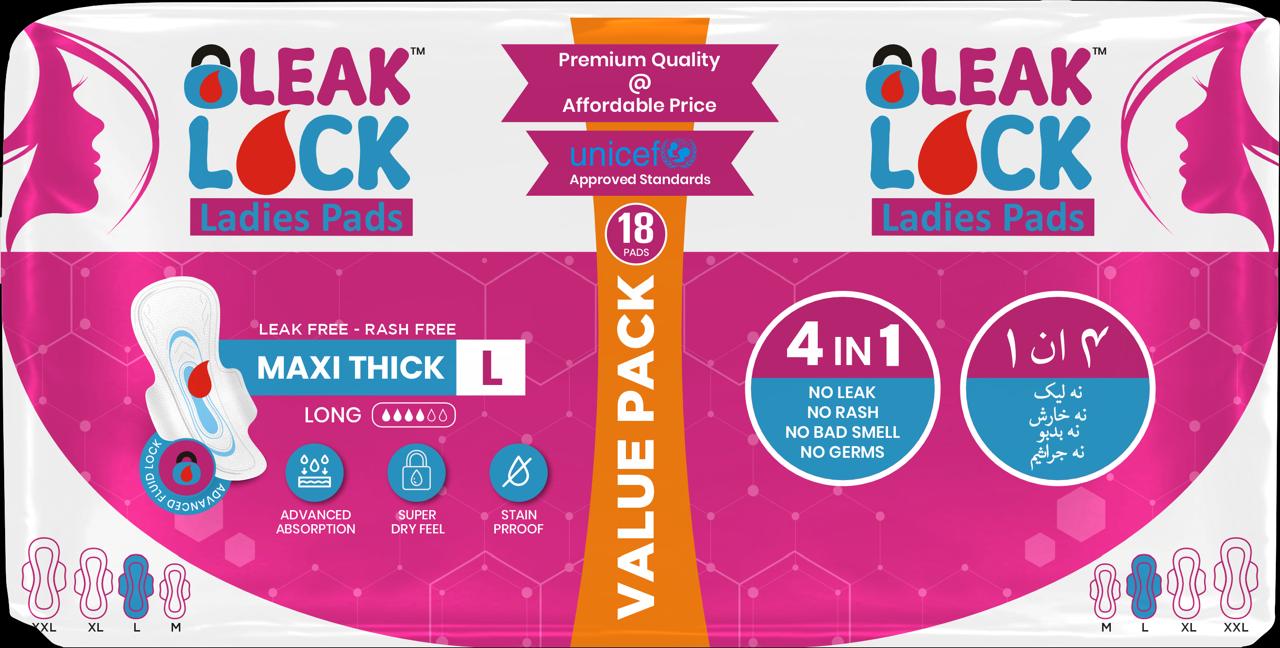 LEAK™
LOCK
Ladies Pads
Premium Quality
@
Affordable Price
unicef
Approved Standards
18
PADS
VALUE PACK
LEAK™
LOCK
Ladies Pads
LEAK FREE - RASH FREE
MAXI THICK L
LONG
ADVANCED FLUID LOCK
ADVANCED
ABSORPTION
SUPER
DRY FEEL
STAIN
PRROOF
4 IN 1
NO LEAK
NO RASH
NO BAD SMELL
NO GERMS
۴ ان ۱
نہ لیک
نہ خارش
نہ بدبو
نہ جراثیم
XXL XL L M
M L XL XXL